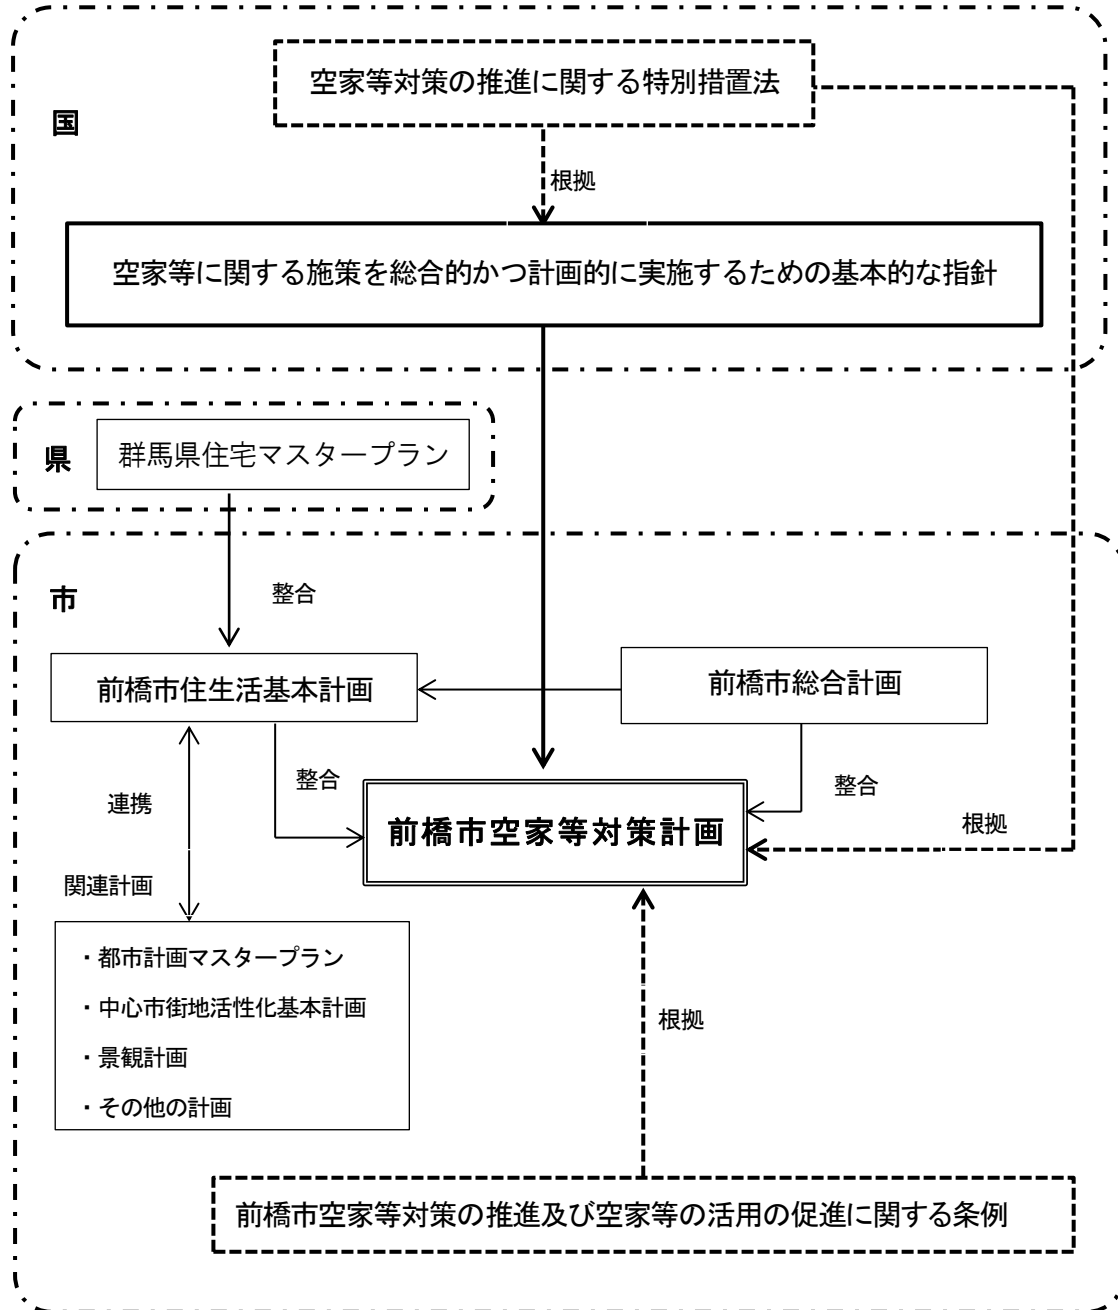 空家等対策の推進に関する特別措置法
国
根拠
空家等に関する施策を総合的かつ計画的に実施するための基本的な指針
県
群馬県住宅マスタープラン
市
整合
前橋市住生活基本計画
前橋市総合計画
整合
整合
連携
前橋市空家等対策計画
根拠
関連計画
・都市計画マスタープラン
・中心市街地活性化基本計画
・景観計画
・その他の計画
根拠
前橋市空家等対策の推進及び空家等の活用の促進に関する条例